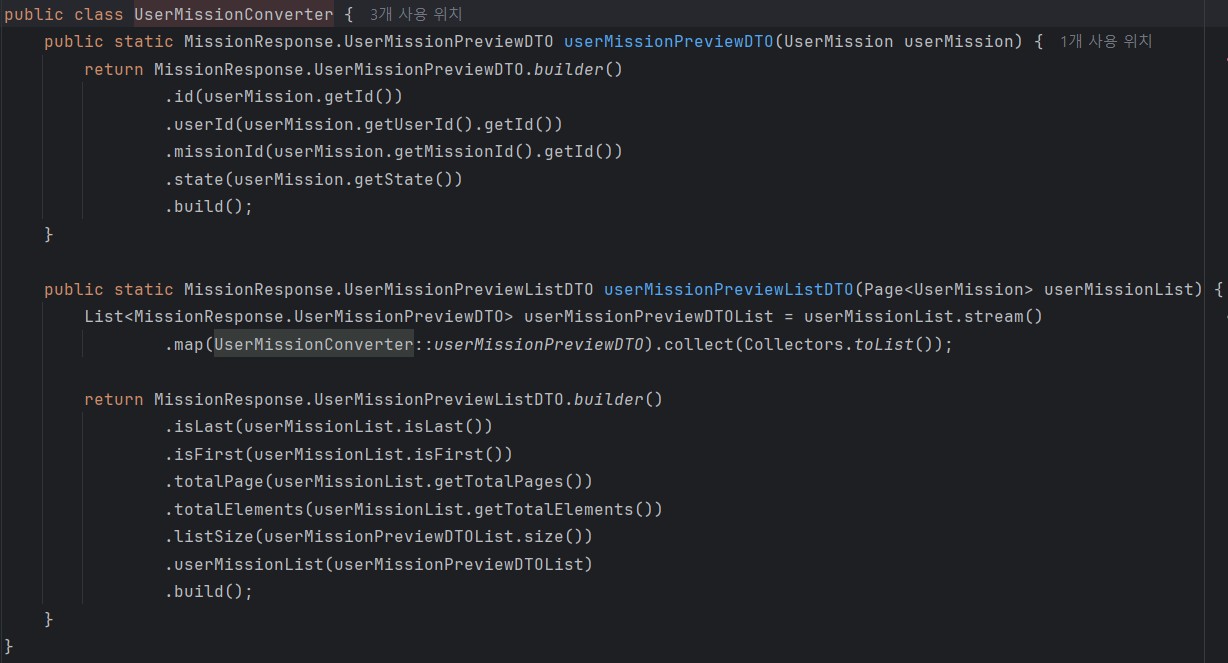 public class UserMissionConverter { 3개 사용 위치
    public static MissionResponse.UserMissionPreviewDTO userMissionPreviewDTO(UserMission userMission) { 1개 사용 위치
        return MissionResponse.UserMissionPreviewDTO.builder()
                .id(userMission.getId())
                .userId(userMission.getUserId().getId())
                .missionId(userMission.getMissionId().getId())
                .state(userMission.getState())
                .build();
    }

    public static MissionResponse.UserMissionPreviewListDTO userMissionPreviewListDTO(Page<UserMission> userMissionList) {
        List<MissionResponse.UserMissionPreviewDTO> userMissionPreviewDTOList = userMissionList.stream()
                .map(UserMissionConverter::userMissionPreviewDTO).collect(Collectors.toList());

        return MissionResponse.UserMissionPreviewListDTO.builder()
                .isLast(userMissionList.isLast())
                .isFirst(userMissionList.isFirst())
                .totalPage(userMissionList.getTotalPages())
                .totalElements(userMissionList.getTotalElements())
                .listSize(userMissionPreviewDTOList.size())
                .userMissionList(userMissionPreviewDTOList)
                .build();
    }
}